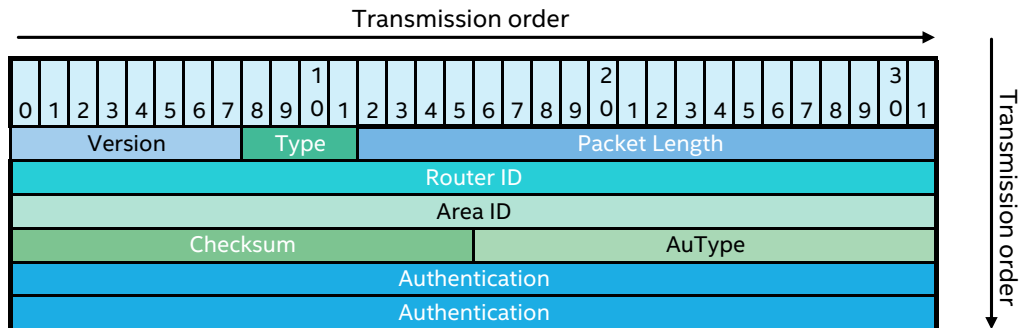 Transmission order
1 2 3
0 1 2 3 4 5 6 7 8 9 0 1 2 3 4 5 6 7 8 9 0 1 2 3 4 5 6 7 8 9 0 1
Version Type Packet Length
Router ID
Area ID
Checksum AuType
Authentication
Authentication
Transmission order